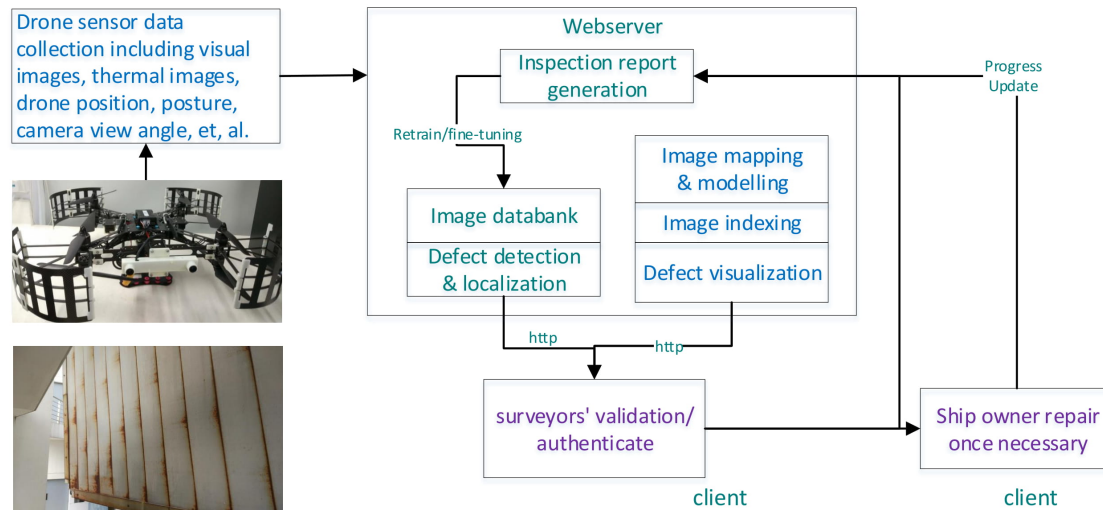 Drone sensor data
collection including visual
images, thermal images,
drone position, posture,
camera view angle, et, al.
Webserver
Inspection report
generation
Progress
Update
Retrain/fine-tuning
Image mapping
& modelling
Image databank
Image indexing
Defect detection
& localization
Defect visualization
http
http
surveyors' validation/
authenticate
Ship owner repair
once necessary
client
client